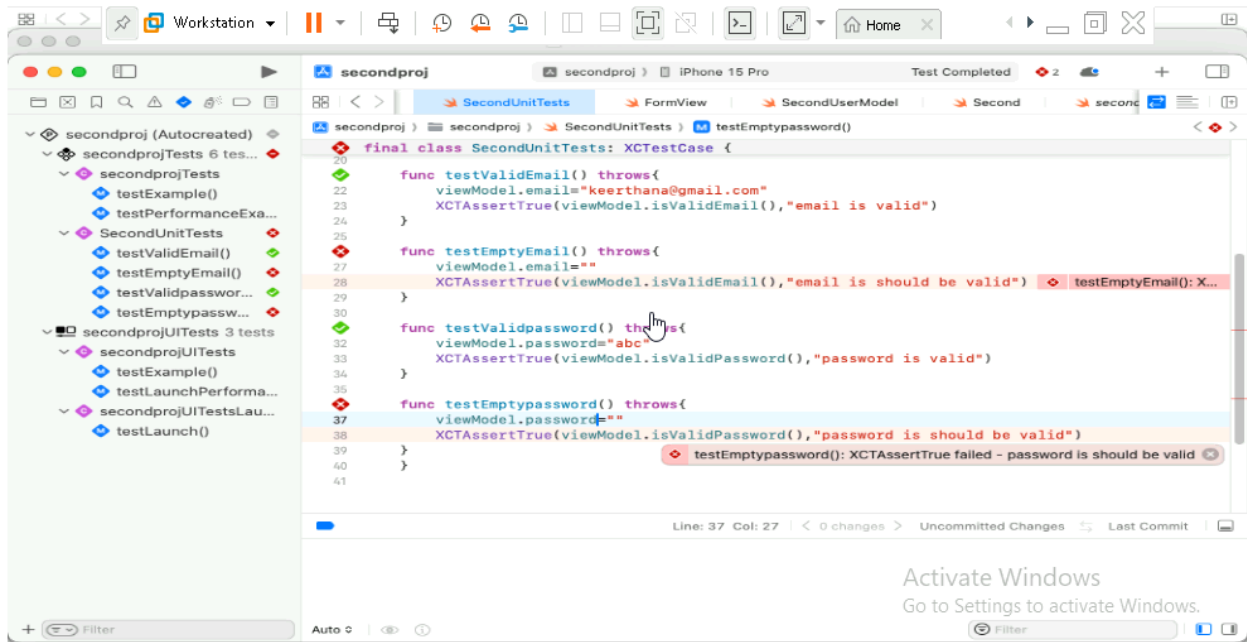 Workstation
Home
secondproj
secondproj iPhone 15 Pro
Test Completed
2
SecondUnitTests FormView SecondUserModel Second second
secondproj secondproj SecondUnitTests M testEmptypassword()
secondproj (Autocreated)
secondprojTests 6 tes...
secondprojTests
testExample()
testPerformanceExa...
SecondUnitTests
testValidEmail()
testEmptyEmail()
testValidpasswor...
testEmptypassw...
secondprojUITests 3 tests
secondprojUITests
testExample()
testLaunchPerforma...
secondprojUITestsLau...
testLaunch()
Filter
final class SecondUnitTests: XCTestCase {
20
func testValidEmail() throws{
22 viewModel.email="keerthana@gmail.com"
23 XCTAssertTrue(viewModel.isValidEmail(),"email is valid")
24 }
25
func testEmptyEmail() throws{
27 viewModel.email=""
28 XCTAssertTrue(viewModel.isValidEmail(),"email is should be valid") testEmptyEmail(): X...
29 }
30
func testValidpassword() throws{
32 viewModel.password="abc"
33 XCTAssertTrue(viewModel.isValidPassword(),"password is valid")
34 }
35
func testEmptypassword() throws{
37 viewModel.password=""
38 XCTAssertTrue(viewModel.isValidPassword(),"password is should be valid")
39 } testEmptypassword(): XCTAssertTrue failed - password is should be valid
40 }
41
Line: 37 Col: 27 0 changes Uncommitted Changes Last Commit
Activate Windows
Go to Settings to activate Windows.
Auto
Filter